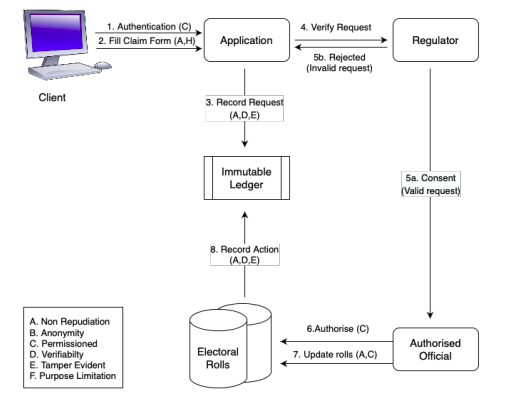 1. Authentication (C)
2. Fill Claim Form (A,H)
Client
Application
4. Verify Request
5b. Rejected
(Invalid request)
Regulator
3. Record Request
(A,D,E)
Immutable
Ledger
5a. Consent
(Valid request)
8. Record Action
(A,D,E)
Electoral
Rolls
6.Authorise (C)
7. Update rolls (A,C)
Authorised
Official
A. Non Repudiation
B. Anonymity
C. Permissioned
D. Verifiabilty
E. Tamper Evident
F. Purpose Limitation